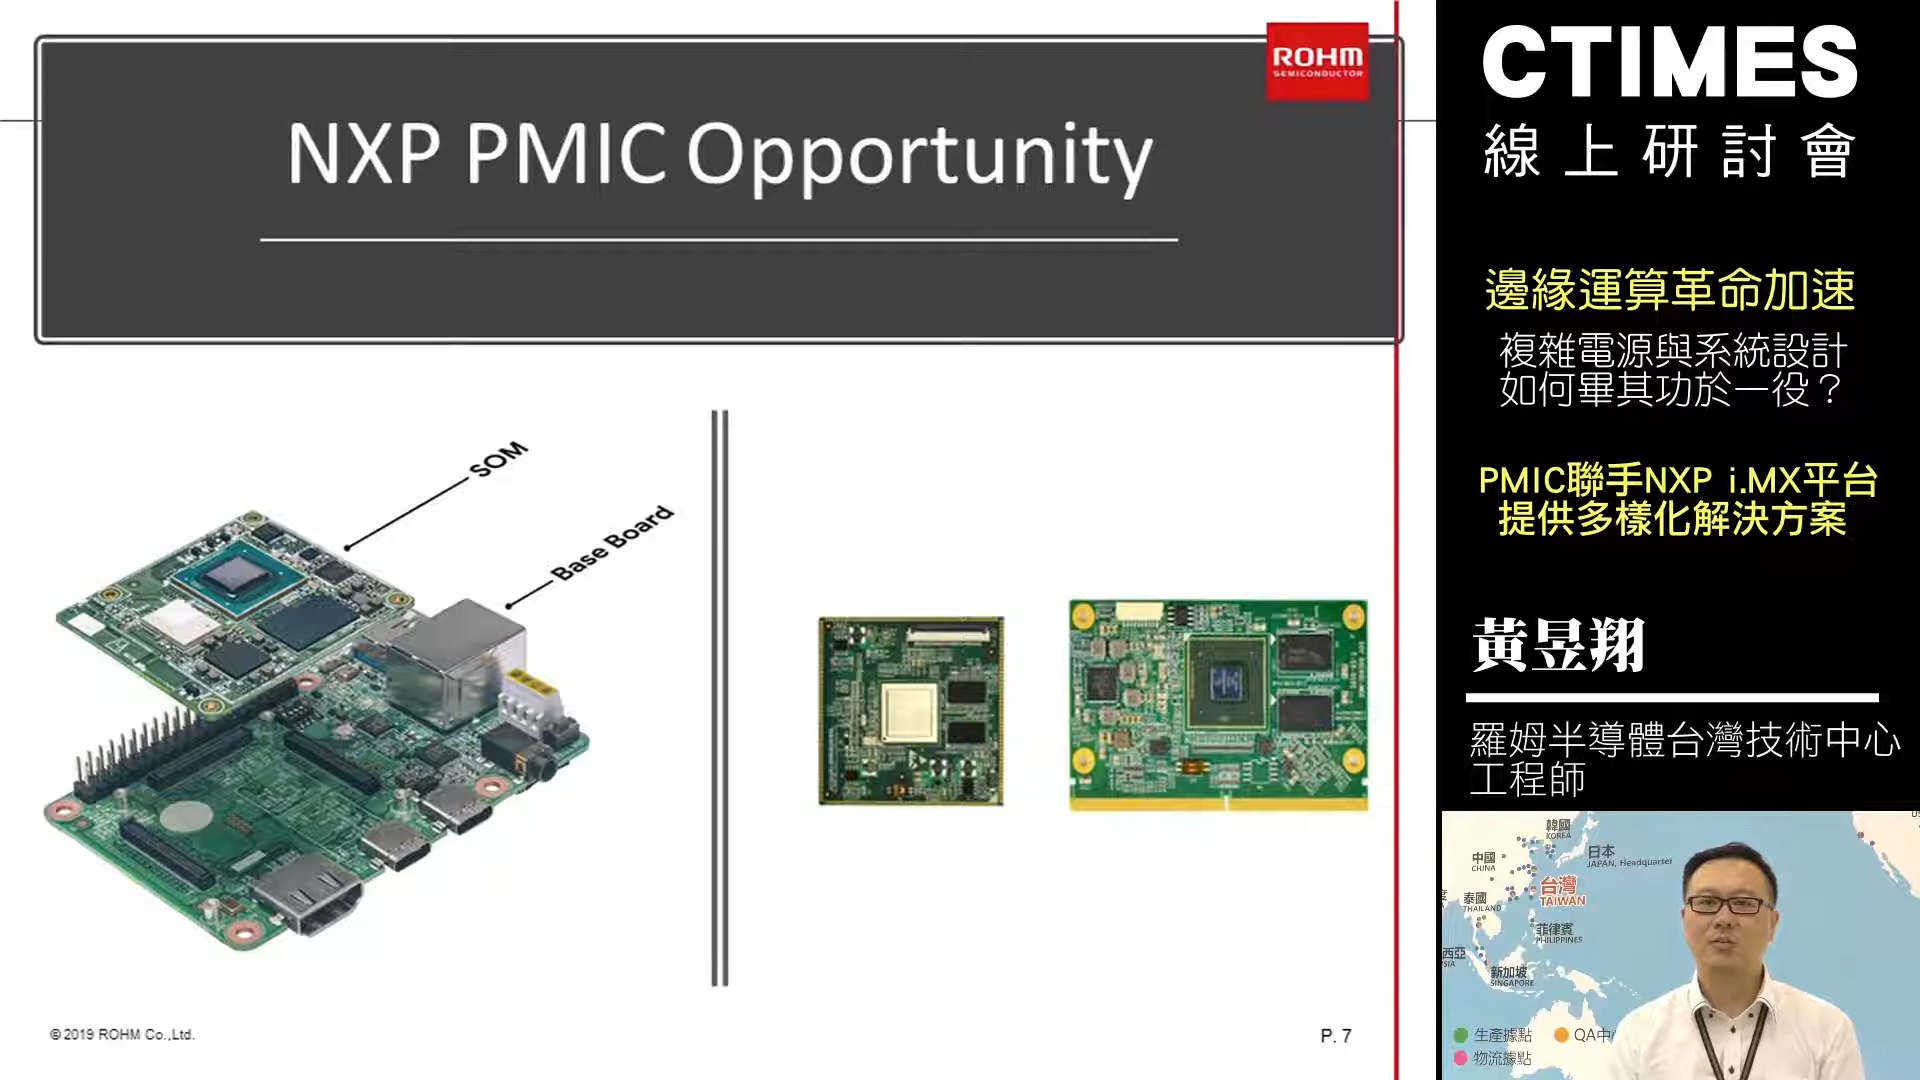 ROHM
SEMICONDUCTOR
NXP PMIC Opportunity
SOM
Base Board
© 2019 ROHM Co.,Ltd.
P. 7
CTIMES
線上研討會
邊緣運算革命加速
複雜電源與系統設計
如何畢其功於一役？
PMIC聯手NXP i.MX平台
提供多樣化解決方案
黃昱翔
羅姆半導體台灣技術中心
工程師
韓國
KOREA
日本
JAPAN, Headquarter
中國
CHINA
台灣
TAIWAN
泰國
THAILAND
菲律賓
PHILIPPINES
西亞
SIA
新加坡
SINGAPORE
生產據點
QA中
物流據點